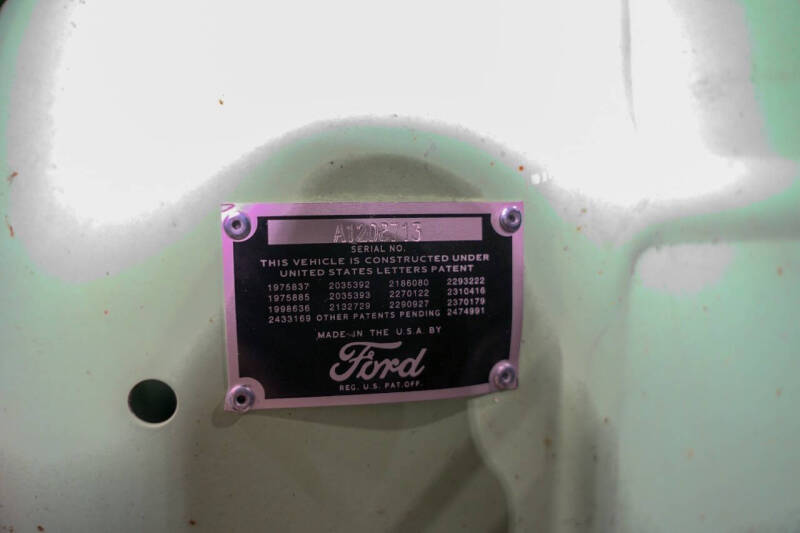 SERIAL NO.
THIS VEHICLE IS CONSTRUCTED UNDER
UNITED STATES LETTERS PATENT
1975837 2035392 2186080 2293222
1975885 2035393 2270122 2310416
1998636 2132729 2290927 2370179
2433169 OTHER PATENTS PENDING 2474991
MADE IN THE U.S.A. BY
Ford
REG. U.S. PAT. OFF.